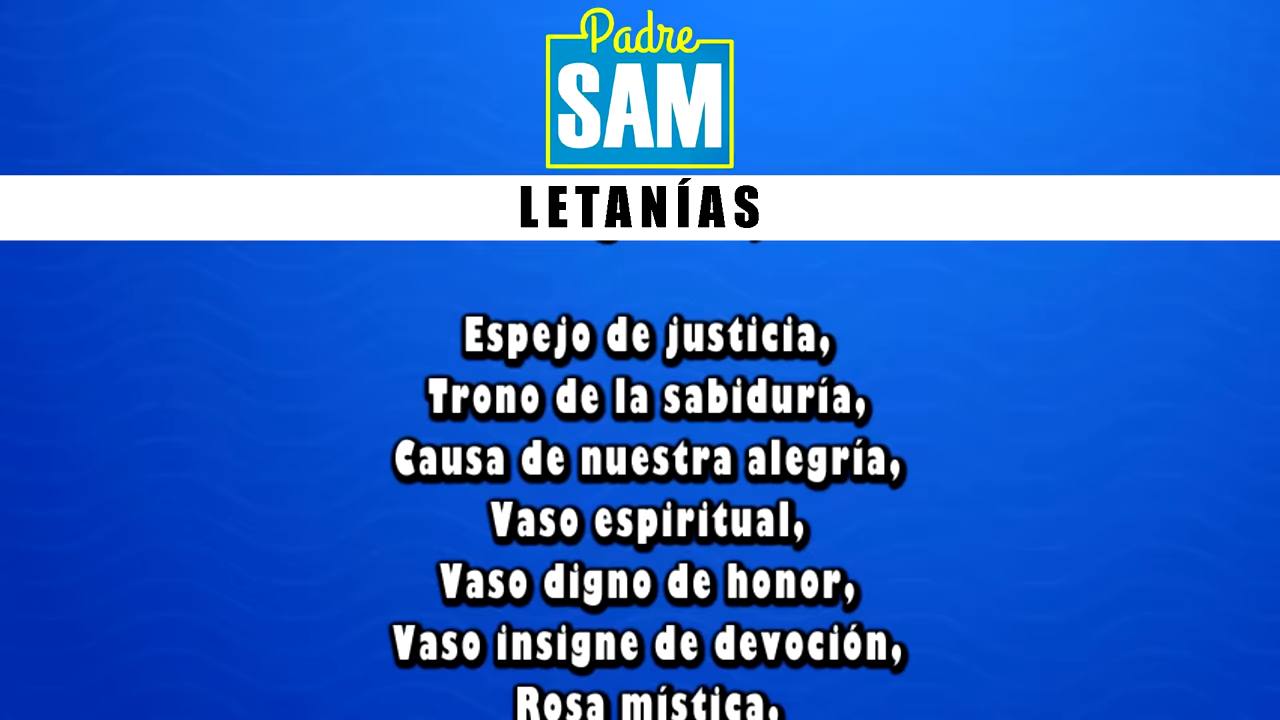 Padre
SAM
LETANÍAS
Espejo de justicia,
Trono de la sabiduría,
Causa de nuestra alegría,
Vaso espiritual,
Vaso digno de honor,
Vaso insigne de devoción,
Rosa mística,